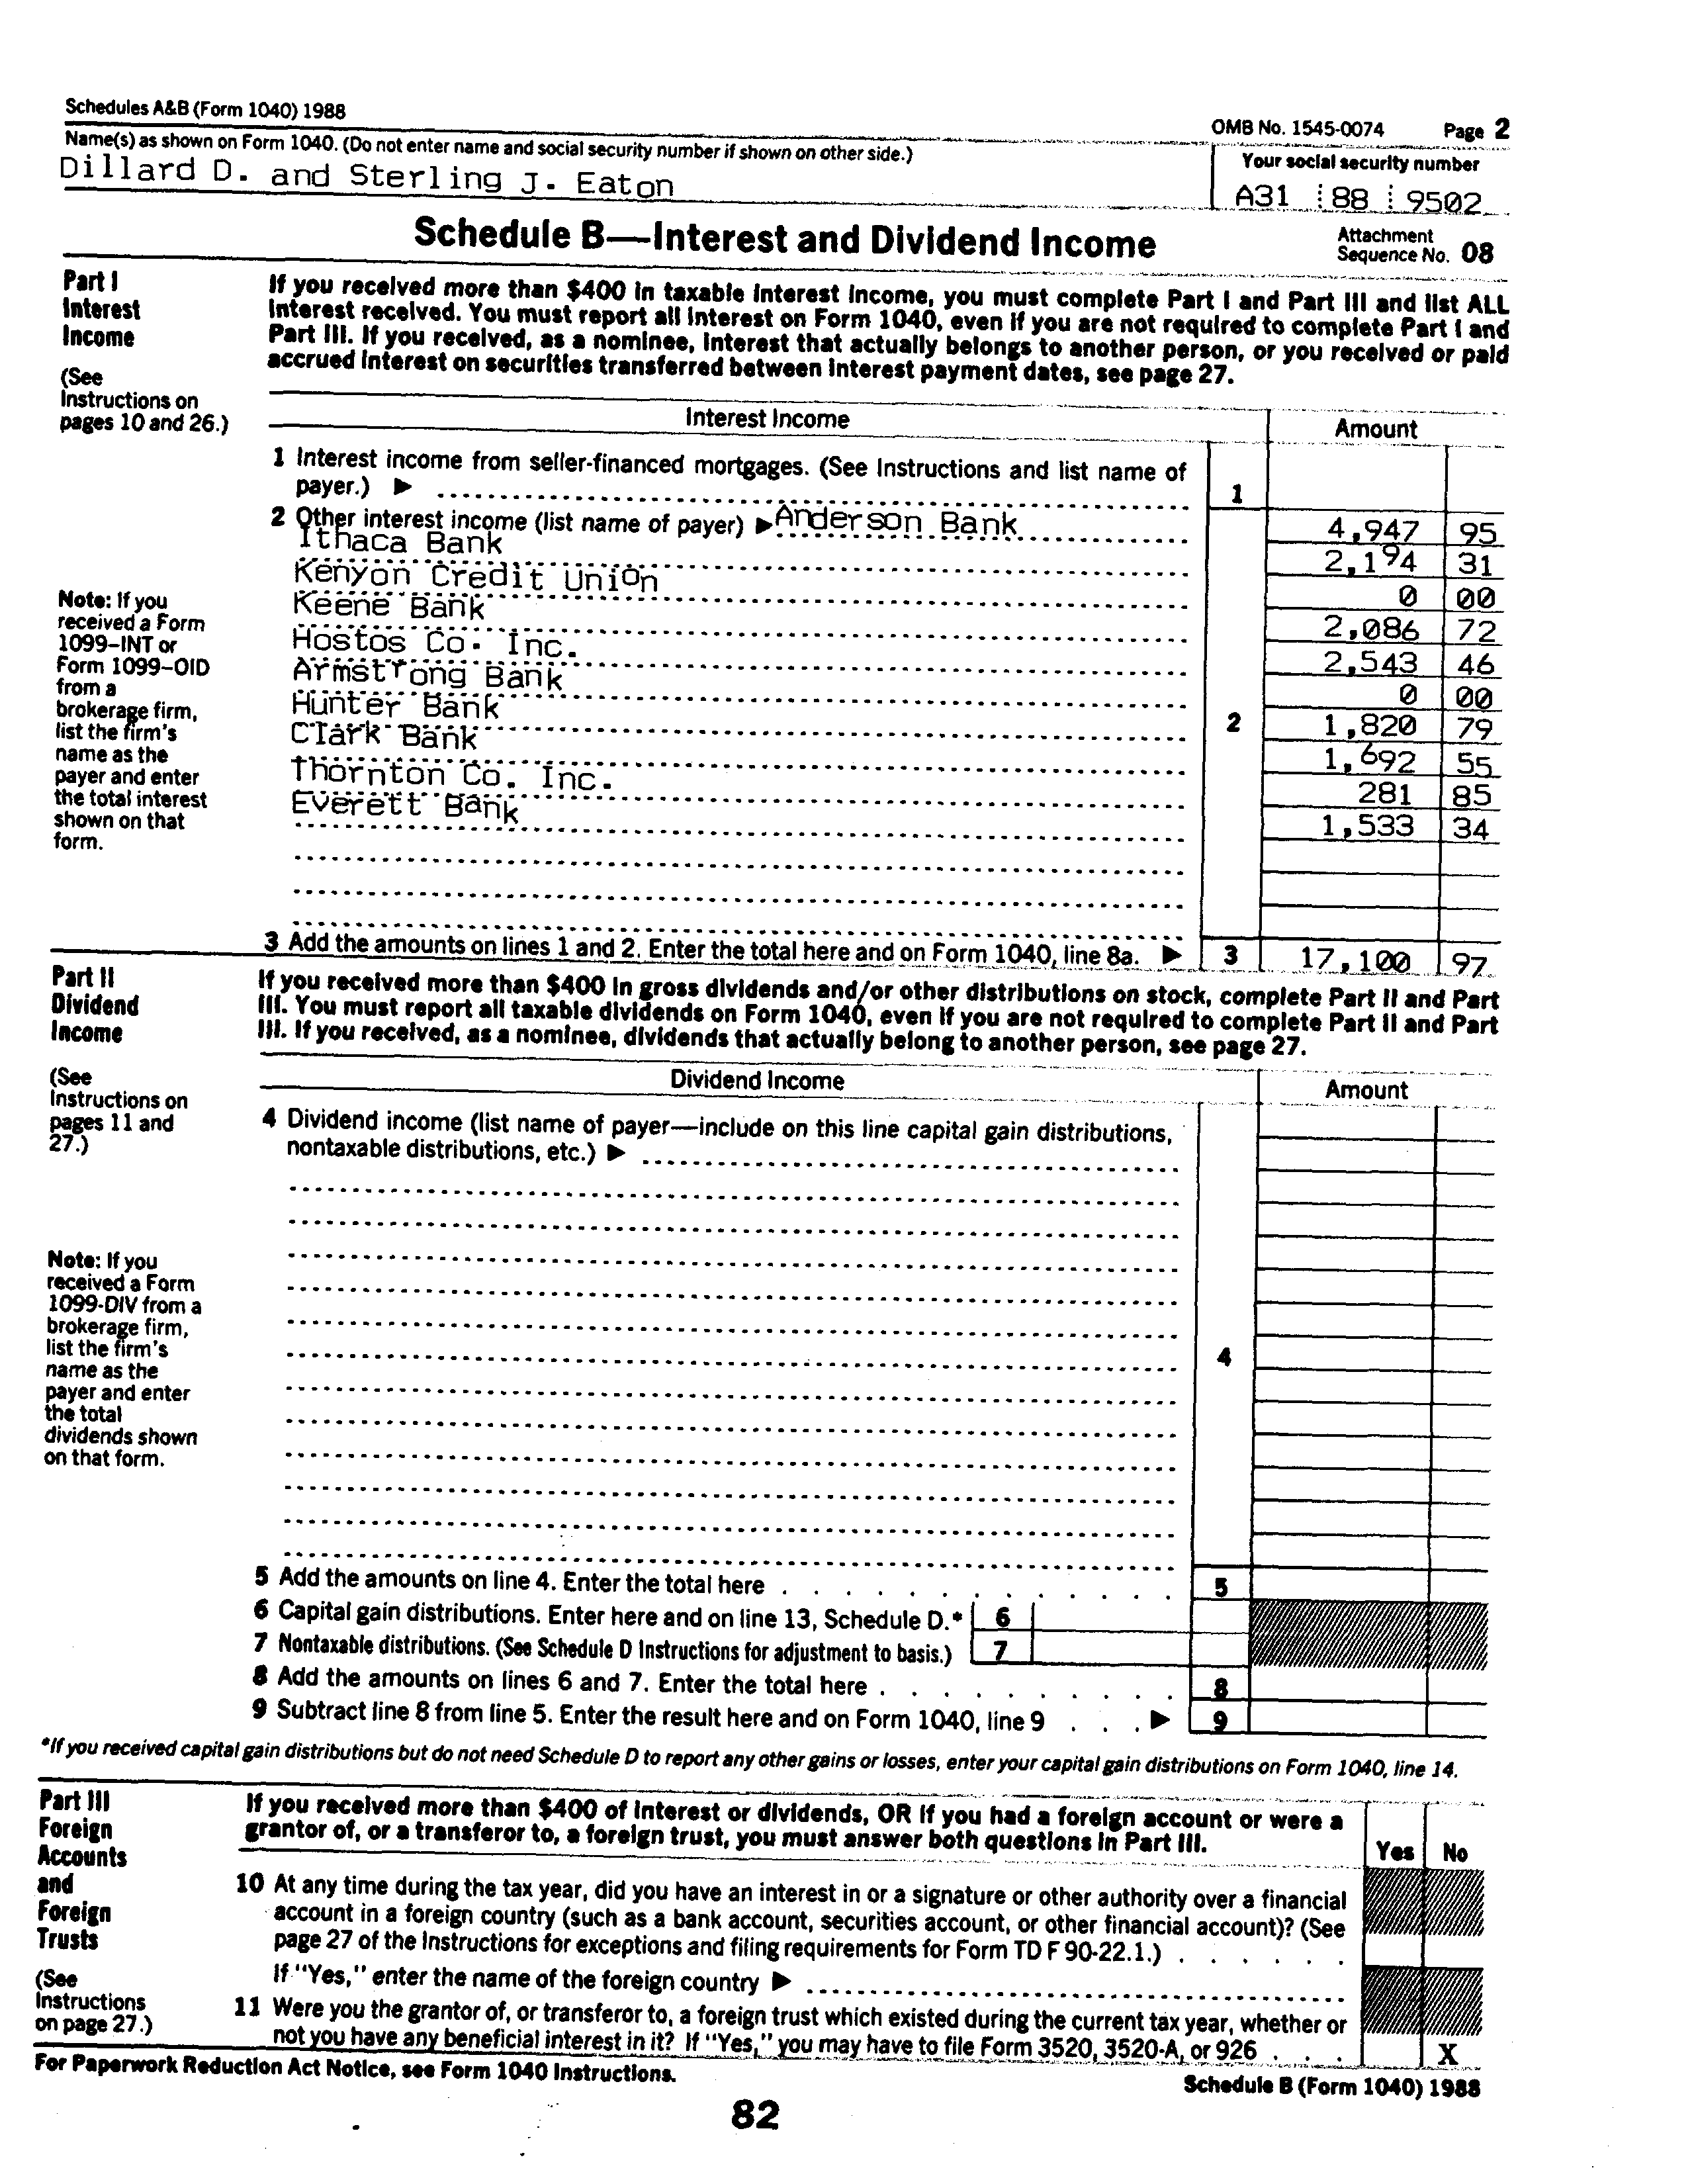 Schedules A&B (Form 1040) 1988
OMB No. 1545-0074 Page 2
Name(s) as shown on Form 1040. (Do not enter name and social security number if shown on other side.)
Your social security number
Dillard D. and Sterling J. Eaton
A31 88 9502
Schedule B—Interest and Dividend Income
Attachment
Sequence No. 08
Part I
Interest
Income
(See
Instructions on
pages 10 and 26.)
If you received more than $400 in taxable interest income, you must complete Part I and Part III and list ALL
interest received. You must report all interest on Form 1040, even if you are not required to complete Part I and
Part III. If you received, as a nominee, interest that actually belongs to another person, or you received or paid
accrued interest on securities transferred between interest payment dates, see page 27.
Interest Income
Amount
1 Interest income from seller-financed mortgages. (See Instructions and list name of
payer.) ▶
1
2 Other interest income (list name of payer) ▶ Anderson Bank 4,947 95
Ithaca Bank 2,194 31
Kenyon Credit Union 0 00
Keene Bank 2,086 72
Hostos Co. Inc. 2,543 46
Armstrong Bank 0 00
Hunter Bank 2 1,820 79
Clark Bank 1,692 55
Thornton Co. Inc. 281 85
Everett Bank 1,533 34
Note: If you
received a Form
1099–INT or
Form 1099–OID
from a
brokerage firm,
list the firm's
name as the
payer and enter
the total interest
shown on that
form.
3 Add the amounts on lines 1 and 2. Enter the total here and on Form 1040, line 8a. ▶ 3 17,100 97
Part II
Dividend
Income
(See
Instructions on
pages 11 and
27.)
If you received more than $400 in gross dividends and/or other distributions on stock, complete Part II and Part
III. You must report all taxable dividends on Form 1040, even if you are not required to complete Part II and Part
III. If you received, as a nominee, dividends that actually belong to another person, see page 27.
Dividend Income
Amount
4 Dividend income (list name of payer—include on this line capital gain distributions,
nontaxable distributions, etc.) ▶
4
Note: If you
received a Form
1099-DIV from a
brokerage firm,
list the firm's
name as the
payer and enter
the total
dividends shown
on that form.
5 Add the amounts on line 4. Enter the total here 5
6 Capital gain distributions. Enter here and on line 13, Schedule D.* 6
7 Nontaxable distributions. (See Schedule D Instructions for adjustment to basis.) 7
8 Add the amounts on lines 6 and 7. Enter the total here 8
9 Subtract line 8 from line 5. Enter the result here and on Form 1040, line 9 ▶ 9
*If you received capital gain distributions but do not need Schedule D to report any other gains or losses, enter your capital gain distributions on Form 1040, line 14.
Part III
Foreign
Accounts
and
Foreign
Trusts
(See
Instructions
on page 27.)
If you received more than $400 of interest or dividends, OR if you had a foreign account or were a
grantor of, or a transferor to, a foreign trust, you must answer both questions in Part III.
Yes No
10 At any time during the tax year, did you have an interest in or a signature or other authority over a financial
account in a foreign country (such as a bank account, securities account, or other financial account)? (See
page 27 of the Instructions for exceptions and filing requirements for Form TD F 90-22.1.)
If "Yes," enter the name of the foreign country ▶
11 Were you the grantor of, or transferor to, a foreign trust which existed during the current tax year, whether or
not you have any beneficial interest in it? If "Yes," you may have to file Form 3520, 3520-A, or 926 X
For Paperwork Reduction Act Notice, see Form 1040 Instructions.
Schedule B (Form 1040) 1988
82